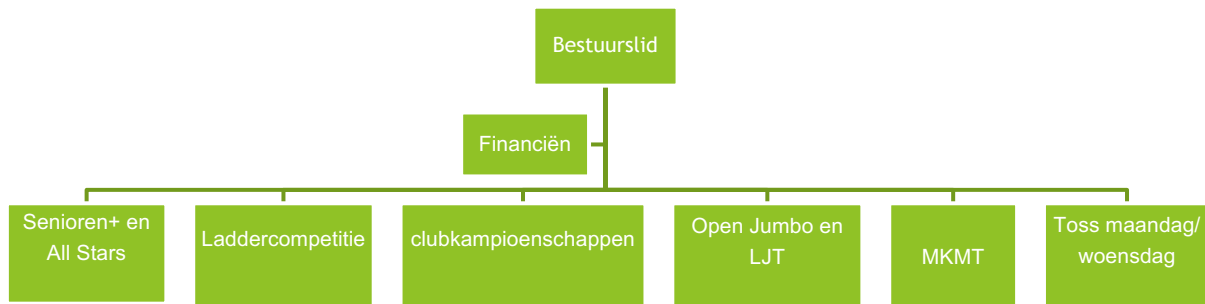 Bestuurslid
Financiën
Senioren+ en
All Stars
Laddercompetitie
clubkampioenschappen
Open Jumbo en
LJT
MKMT
Toss maandag/
woensdag